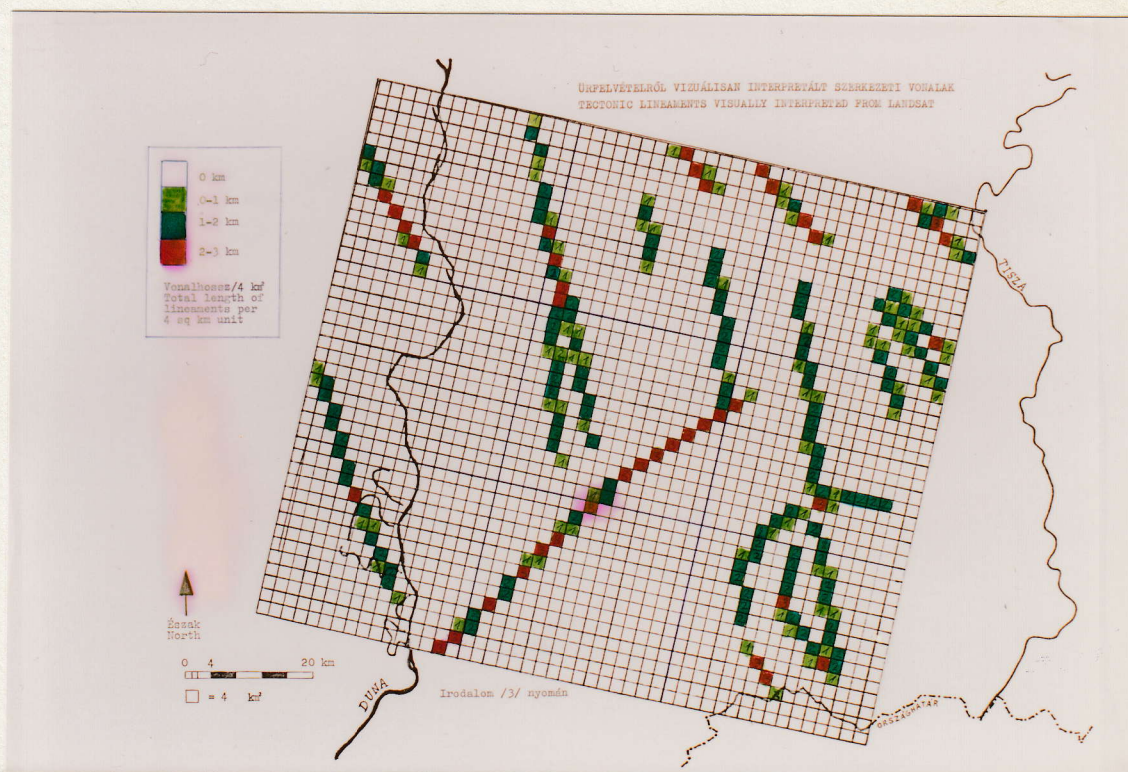 ŰRFELVÉTELRŐL VIZUÁLISAN INTERPRETÁLT SZERKEZETI VONALAK
TECTONIC LINEAMENTS VISUALLY INTERPRETED FROM LANDSAT
0 km
0-1 km
1-2 km
2-3 km
Vonalhossz/4 km²
Total length of
lineaments per
4 sq km unit
TISZA
Észak
North
0 4 20 km
= 4 km²
DUNA
Irodalom /3/ nyomán
ORSZÁGHATÁR